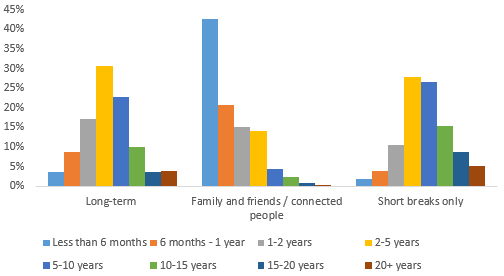 45%
40%
35%
30%
25%
20%
15%
10%
5%
0%
Long-term
Family and friends / connected
people
Short breaks only
Less than 6 months
6 months - 1 year
1-2 years
2-5 years
5-10 years
10-15 years
15-20 years
20+ years